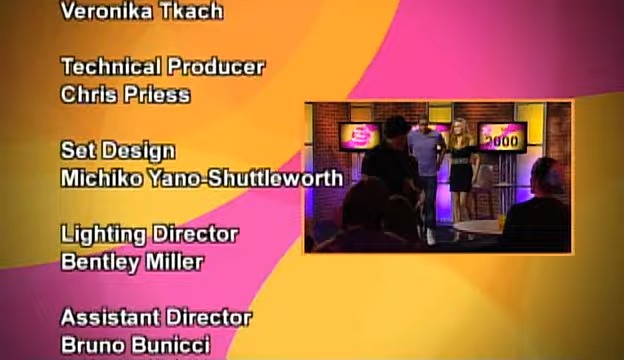 Veronika Tkach
Technical Producer
Chris Priess
Set Design
Michiko Yano-Shuttleworth
Lighting Director
Bentley Miller
Assistant Director
Bruno Bunicci
2000